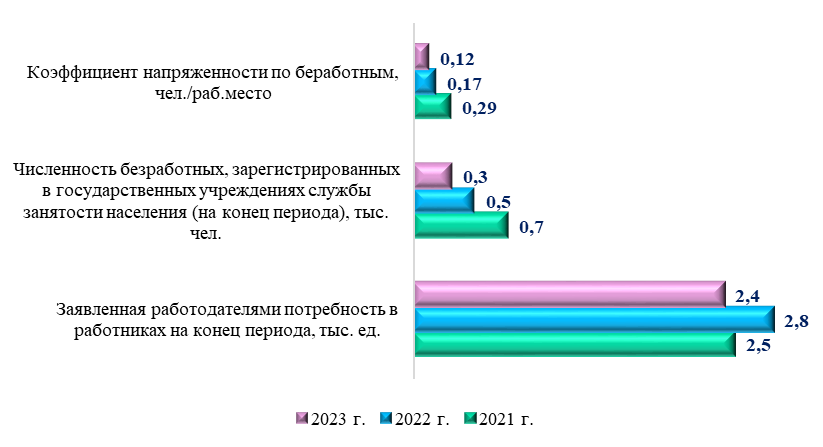 Коэффициент напряженности по беработным,
чел./раб.место
0,12
0,17
0,29
Численность безработных, зарегистрированных
в государственных учреждениях службы
занятости населения (на конец периода), тыс.
чел.
0,3
0,5
0,7
Заявленная работодателями потребность в
работниках на конец периода, тыс. ед.
2,4
2,8
2,5
2023 г. 2022 г. 2021 г.